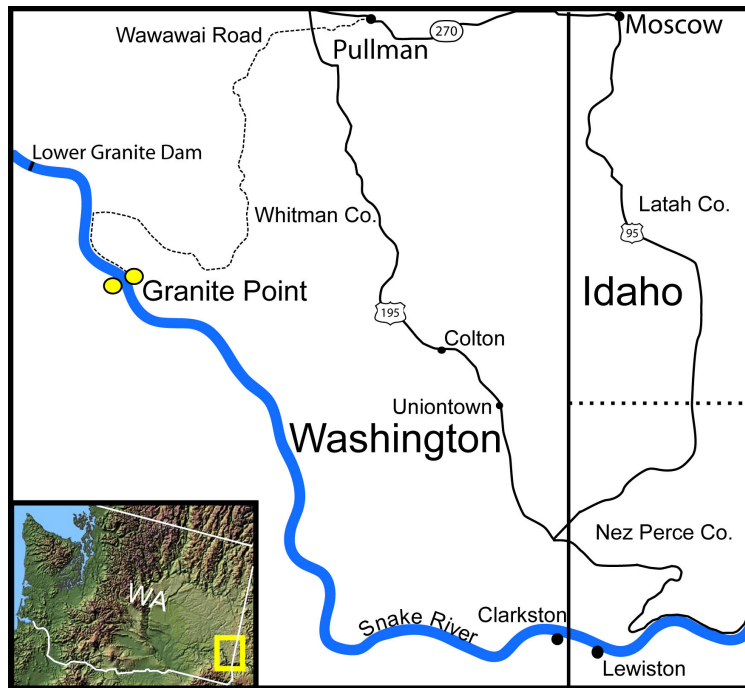 Wawawai Road
Pullman
270
Moscow
Lower Granite Dam
Whitman Co.
Latah Co.
95
Granite Point
Idaho
195
Colton
Uniontown
Washington
Nez Perce Co.
WA
Snake River
Clarkston
Lewiston